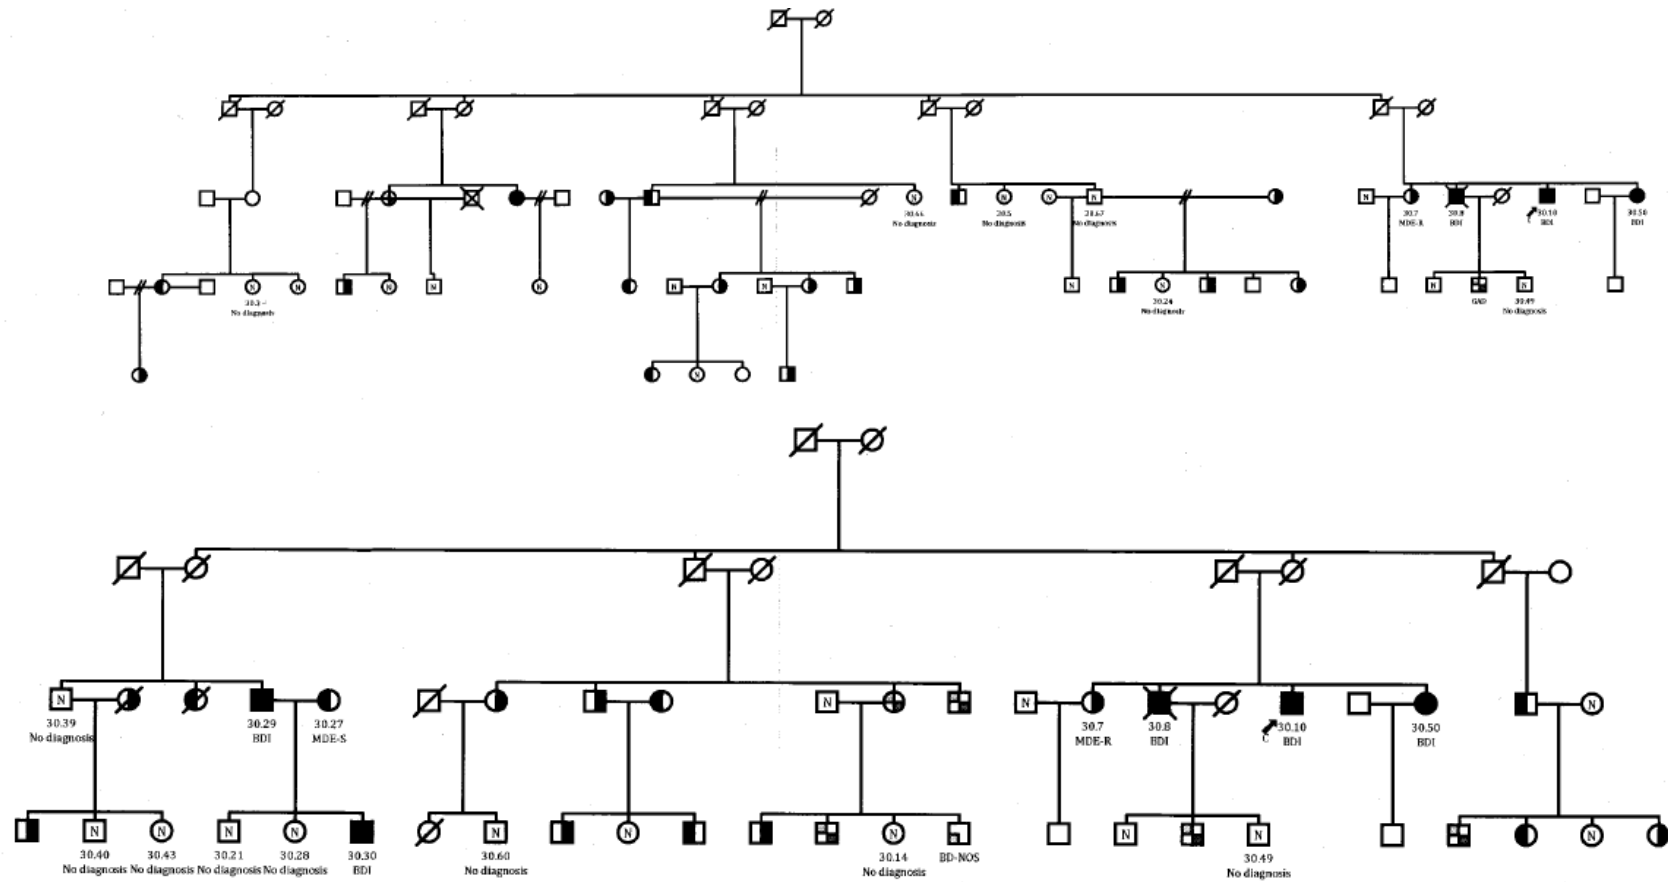 N
30.44
No diagnosis
N
30.5
No diagnosis
N
N
30.47
No diagnosis
N
30.7
MDE-R
30.8
BDI
30.10
BDI
30.50
BDI
N
N
No diagnosis
N
N
N
N
N
N
N
N
30.24
No diagnosis
N
GAD
N
30.49
No diagnosis
N
N
30.39
No diagnosis
30.29
BDI
30.27
MDE-S
N
N
30.7
MDE-R
30.8
BDI
C
30.10
BDI
30.50
BDI
N
N
30.40
No diagnosis
N
30.43
No diagnosis
N
30.21
No diagnosis
N
30.28
No diagnosis
30.30
BDI
N
30.60
No diagnosis
N
N
30.14
No diagnosis
BD-NOS
N
N
30.49
No diagnosis
N